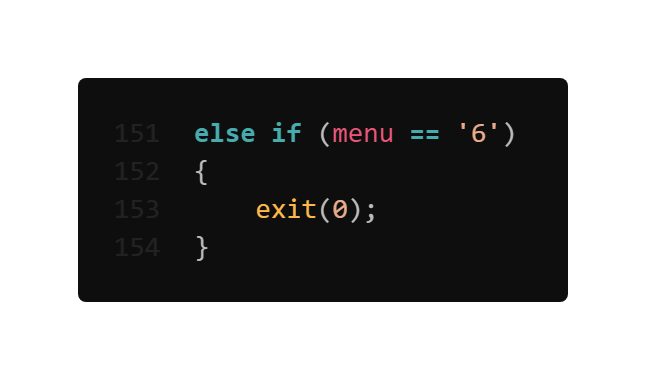 151 else if (menu == '6')
152 {
153     exit(0);
154 }